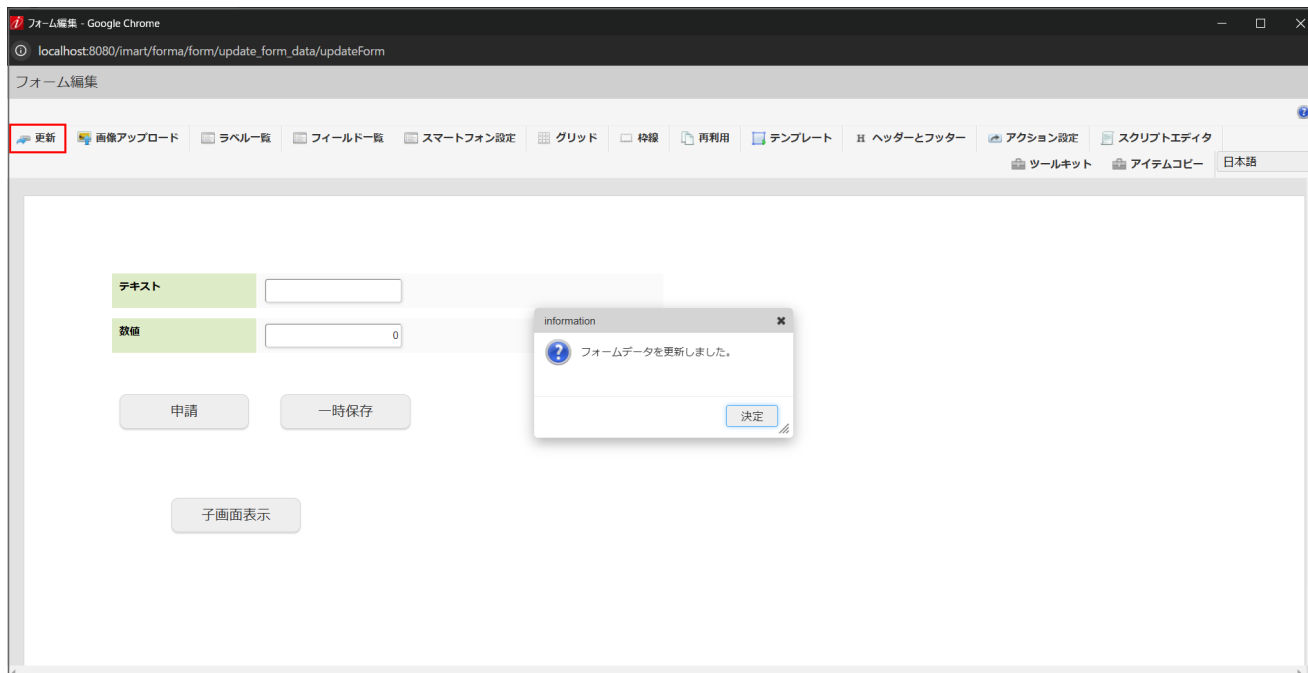 フォーム編集 - Google Chrome
localhost:8080/imart/forma/form/update_form_data/updateForm
フォーム編集
更新 画像アップロード ラベル一覧 フィールド一覧 スマートフォン設定 グリッド 枠線 再利用 テンプレート H ヘッダーとフッター アクション設定 スクリプトエディタ
ツールキット アイテムコピー 日本語
テキスト
数値 0
information
フォームデータを更新しました。
決定
申請 一時保存
子画面表示